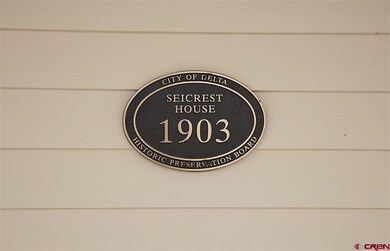 CITY OF DELTA
SEICREST
HOUSE
1903
HISTORIC PRESERVATION BOARD
CREN